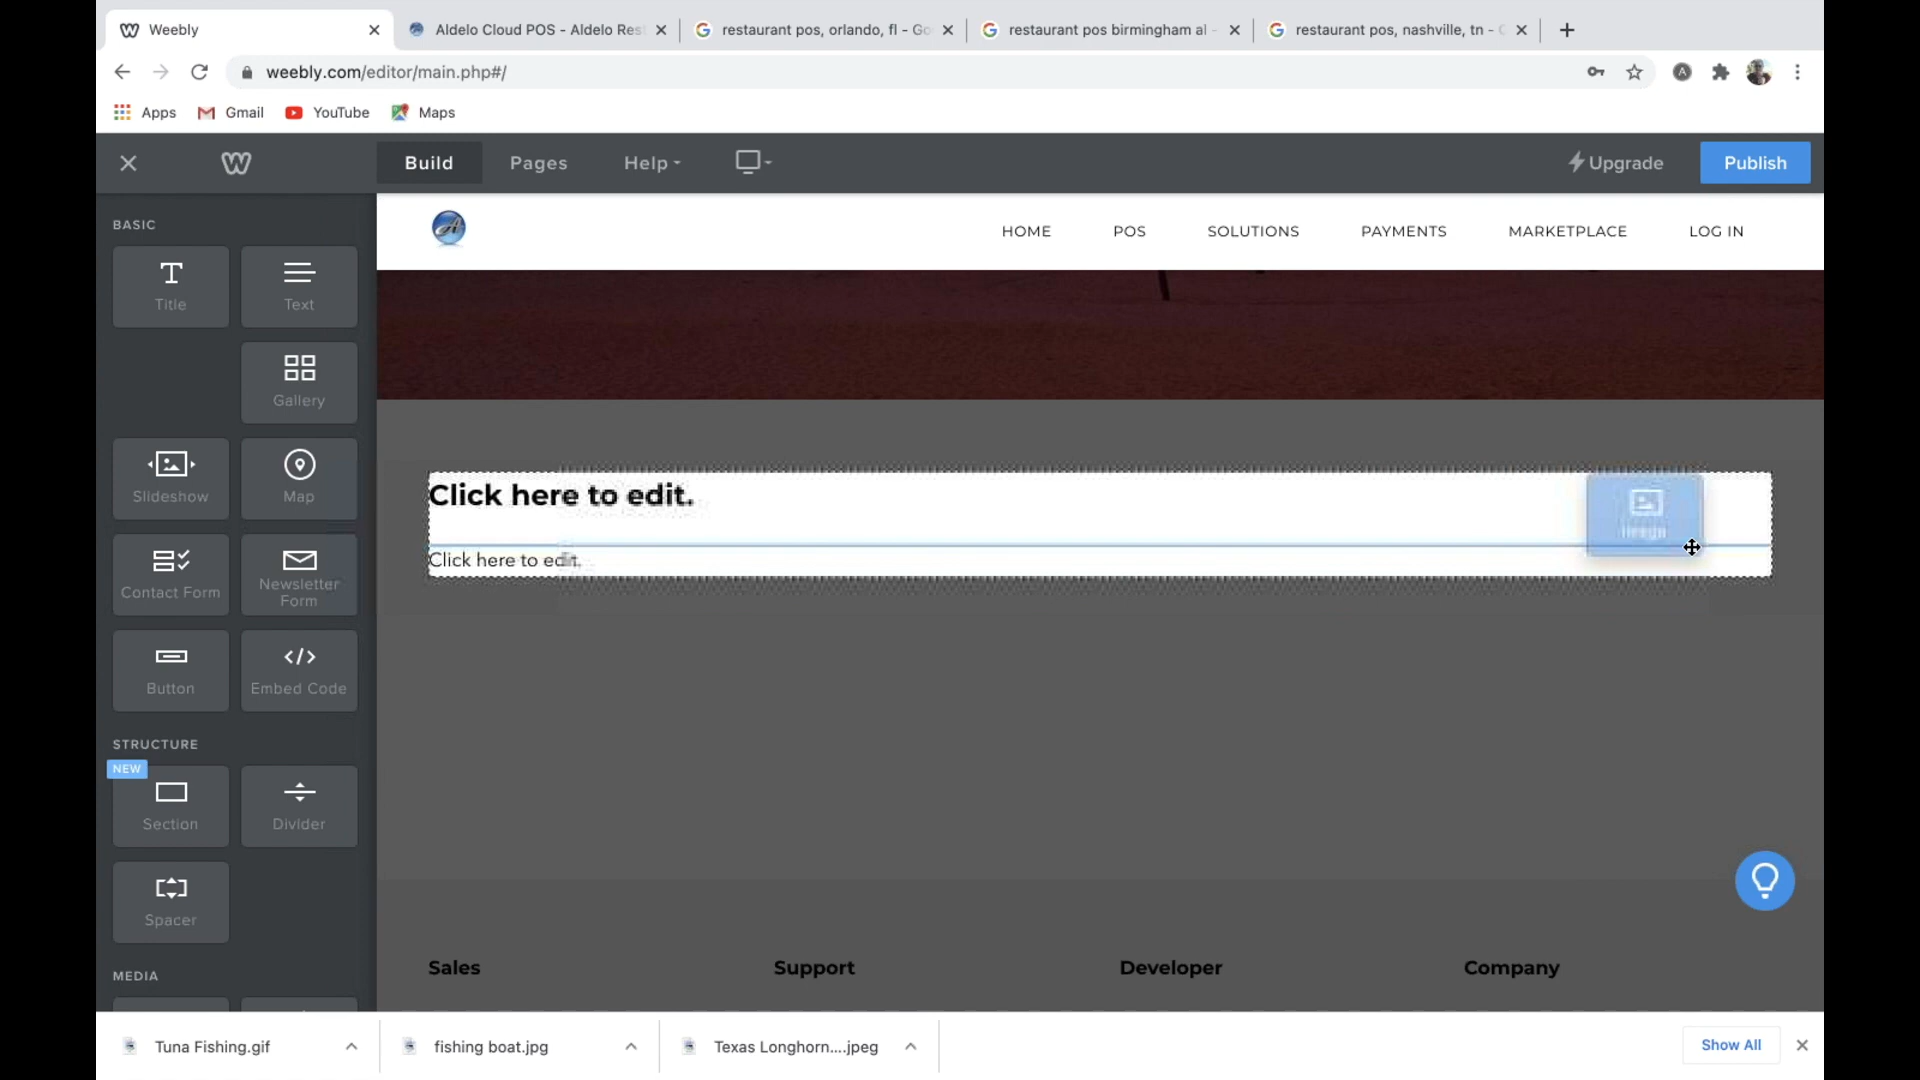 Weebly
Aldelo Cloud POS - Aldelo Res
restaurant pos, orlando, fl - Go
restaurant pos birmingham al -
restaurant pos, nashville, tn - G
weebly.com/editor/main.php#/
A
Apps
Gmail
YouTube
Maps
Build
Pages
Help
Upgrade
Publish
BASIC
Title
Text
Gallery
Slideshow
Map
Contact Form
Newsletter
Form
Button
Embed Code
STRUCTURE
NEW
Section
Divider
Spacer
MEDIA
A
HOME
POS
SOLUTIONS
PAYMENTS
MARKETPLACE
LOG IN
Click here to edit.
Image
Click here to edit.
Sales
Support
Developer
Company
Tuna Fishing.gif
fishing boat.jpg
Texas Longhorn....jpeg
Show All